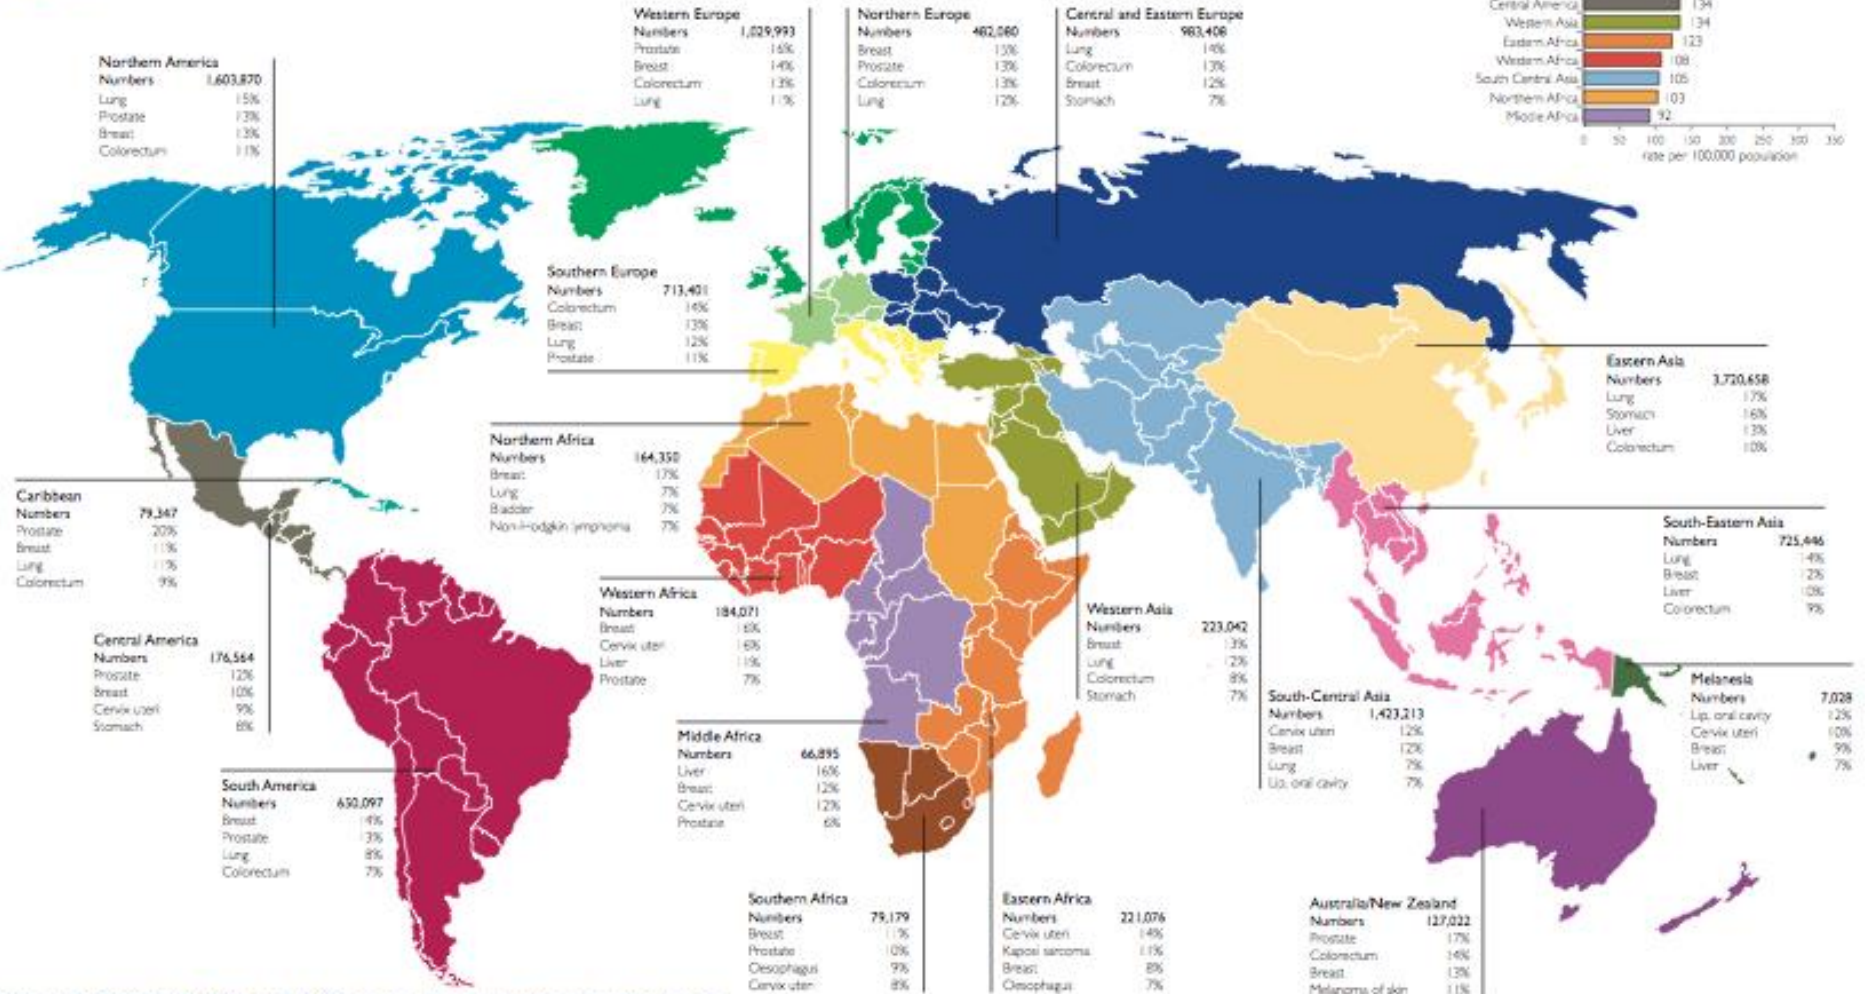 Western Europe
Numbers 1,029,993
Prostate 16%
Breast 14%
Colorectum 13%
Lung 11%
Northern Europe
Numbers 482,080
Breast 15%
Prostate 13%
Colorectum 13%
Lung 12%
Central and Eastern Europe
Numbers 983,408
Lung 14%
Colorectum 13%
Breast 12%
Stomach 7%
Central America 134
Western Asia 134
Eastern Africa 123
Western Africa 108
South Central Asia 105
Northern Africa 103
Middle Africa 92
0 50 100 150 200 250 300 350
rate per 100,000 population
Northern America
Numbers 1,603,870
Lung 15%
Prostate 13%
Breast 13%
Colorectum 11%
Southern Europe
Numbers 713,401
Colorectum 14%
Breast 13%
Lung 12%
Prostate 11%
Eastern Asia
Numbers 3,720,658
Lung 17%
Stomach 16%
Liver 13%
Colorectum 10%
Northern Africa
Numbers 164,350
Breast 17%
Lung 7%
Bladder 7%
Non-Hodgkin lymphoma 7%
Caribbean
Numbers 79,347
Prostate 20%
Breast 11%
Lung 11%
Colorectum 9%
South-Eastern Asia
Numbers 725,446
Lung 14%
Breast 12%
Liver 10%
Colorectum 9%
Western Africa
Numbers 184,071
Breast 16%
Cervix uteri 16%
Liver 11%
Prostate 7%
Western Asia
Numbers 223,042
Breast 13%
Lung 12%
Colorectum 8%
Stomach 7%
Central America
Numbers 176,564
Prostate 12%
Breast 10%
Cervix uteri 9%
Stomach 8%
Melanesia
Numbers 7,028
Lip, oral cavity 12%
Cervix uteri 10%
Breast 9%
Liver 7%
South-Central Asia
Numbers 1,423,213
Cervix uteri 12%
Breast 12%
Lung 7%
Lip, oral cavity 7%
Middle Africa
Numbers 66,895
Liver 16%
Breast 12%
Cervix uteri 12%
Prostate 6%
South America
Numbers 650,097
Breast 14%
Prostate 13%
Lung 8%
Colorectum 7%
Southern Africa
Numbers 79,179
Breast 11%
Prostate 10%
Oesophagus 9%
Cervix uteri 8%
Eastern Africa
Numbers 221,076
Cervix uteri 14%
Kaposi sarcoma 11%
Breast 8%
Oesophagus 7%
Australia/New Zealand
Numbers 127,022
Prostate 17%
Colorectum 14%
Breast 13%
Melanoma of skin 11%